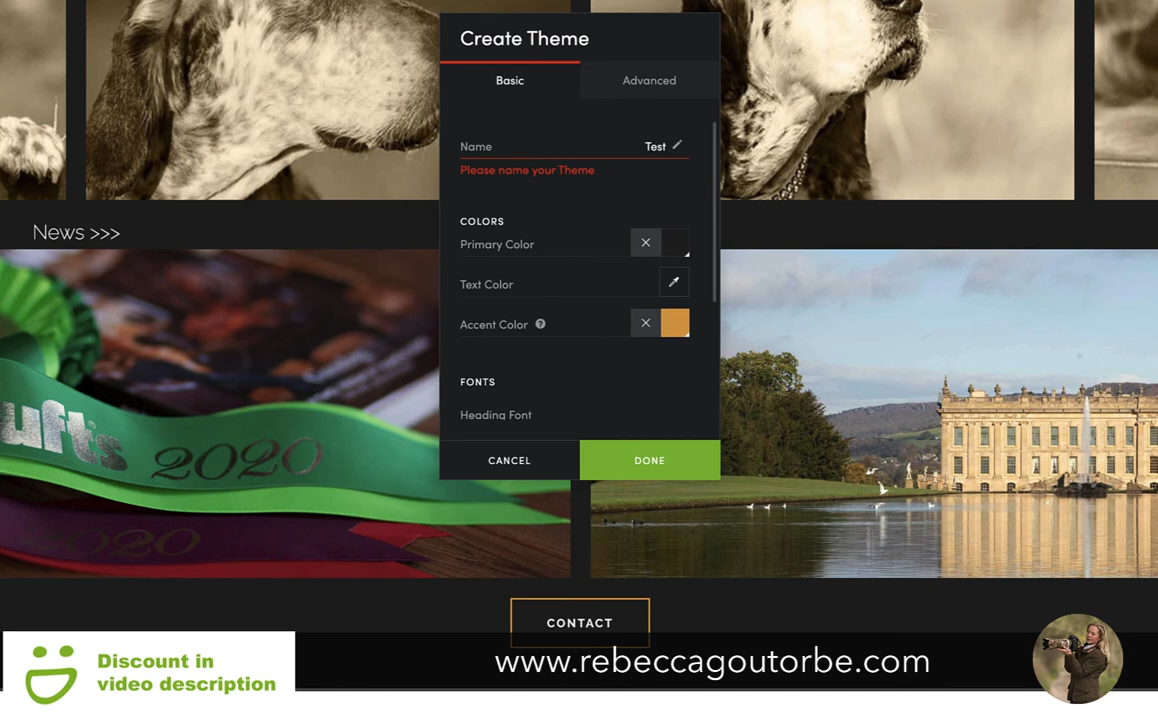 Create Theme
Basic
Advanced
Name
Test
Please name your Theme
News >>>
COLORS
Primary Color
Text Color
Accent Color ?
FONTS
Heading Font
CANCEL
DONE
ufts 2020
2020
CONTACT
Discount in
video description
www.rebeccagoutorbe.com